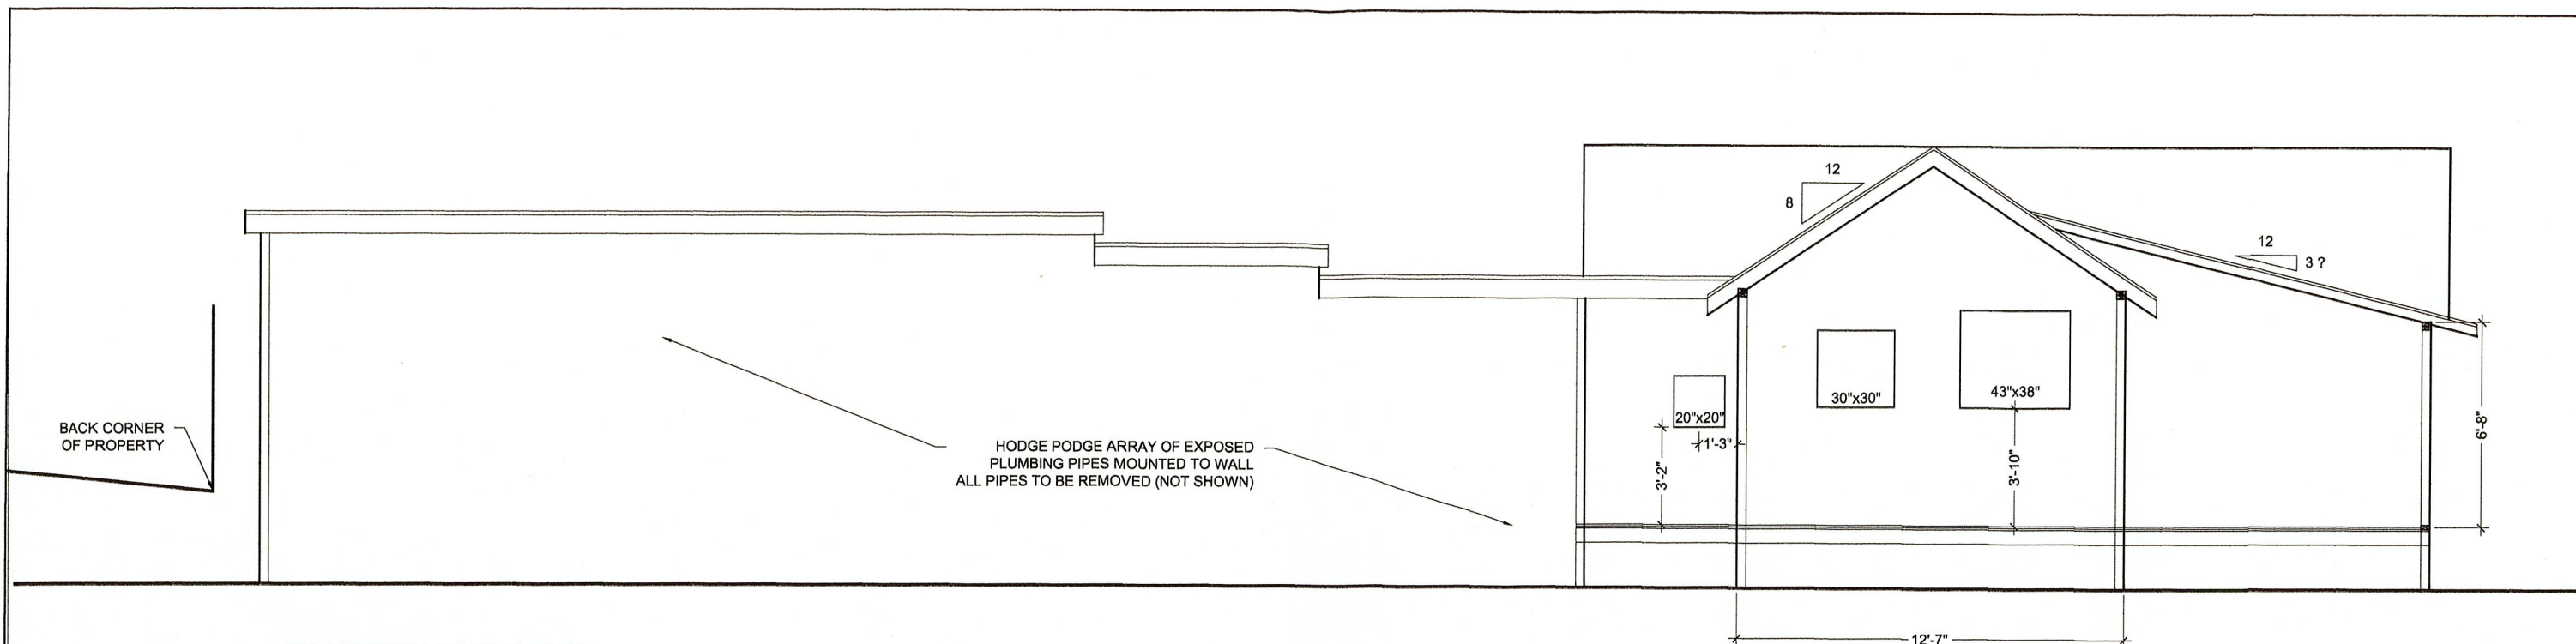 BACK CORNER
OF PROPERTY
HODGE PODGE ARRAY OF EXPOSED
PLUMBING PIPES MOUNTED TO WALL
ALL PIPES TO BE REMOVED (NOT SHOWN)
12
8
12
3 ?
20"x20"
1'-3"
3'-2"
30"x30"
43"x38"
3'-10"
6'-8"
12'-7"